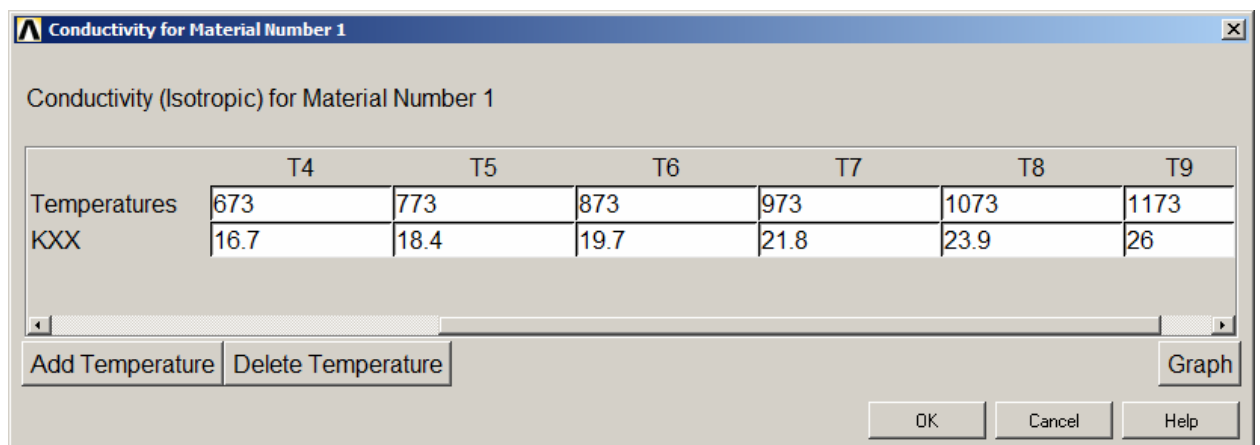 Conductivity for Material Number 1
Conductivity (Isotropic) for Material Number 1
T4 T5 T6 T7 T8 T9
Temperatures 673 773 873 973 1073 1173
KXX 16.7 18.4 19.7 21.8 23.9 26
Add Temperature Delete Temperature Graph
OK Cancel Help